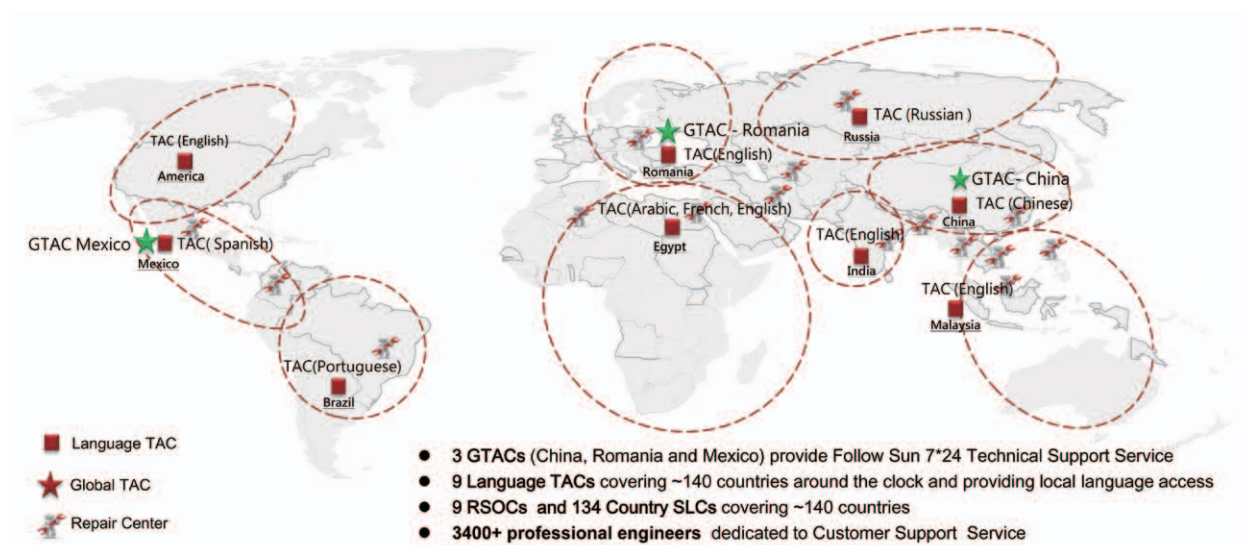 TAC (English)
America
GTAC Mexico
TAC( Spanish)
Mexico
TAC(Portuguese)
Brazil
GTAC - Romania
TAC(English)
Romania
TAC (Russian )
Russia
GTAC- China
TAC (Chinese)
China
TAC(Arabic, French, English)
Egypt
TAC(English)
India
TAC (English)
Malaysia
Language TAC
Global TAC
Repair Center
● 3 GTACs (China, Romania and Mexico) provide Follow Sun 7*24 Technical Support Service
● 9 Language TACs covering ~140 countries around the clock and providing local language access
● 9 RSOCs and 134 Country SLCs covering ~140 countries
● 3400+ professional engineers dedicated to Customer Support Service